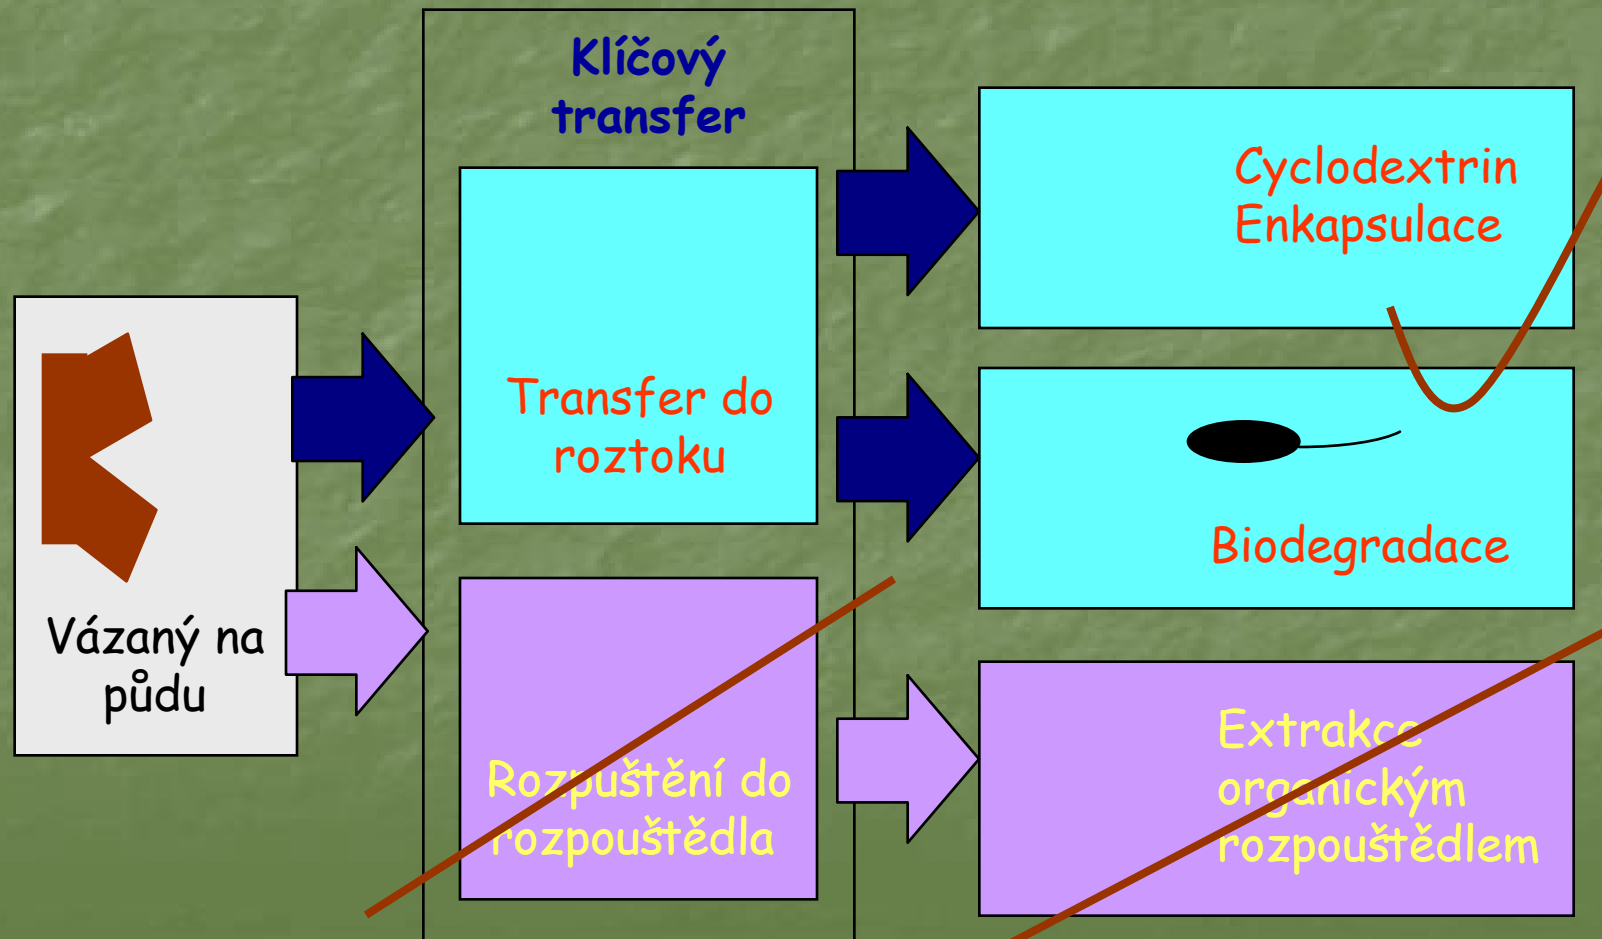 Klíčový
transfer
Vázaný na
půdu
Transfer do
roztoku
Rozpuštění do
rozpouštědla
Cyclodextrin
Enkapsulace
Biodegradace
Extrakce
organickým
rozpouštědlem